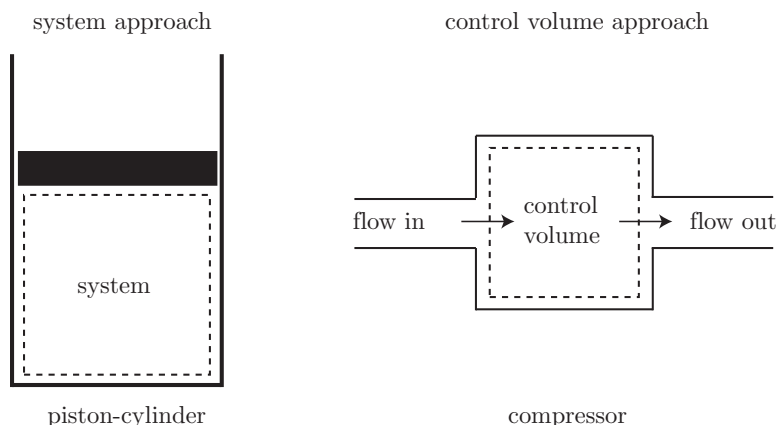 system approach
control volume approach
system
flow in
control
volume
flow out
piston-cylinder
compressor